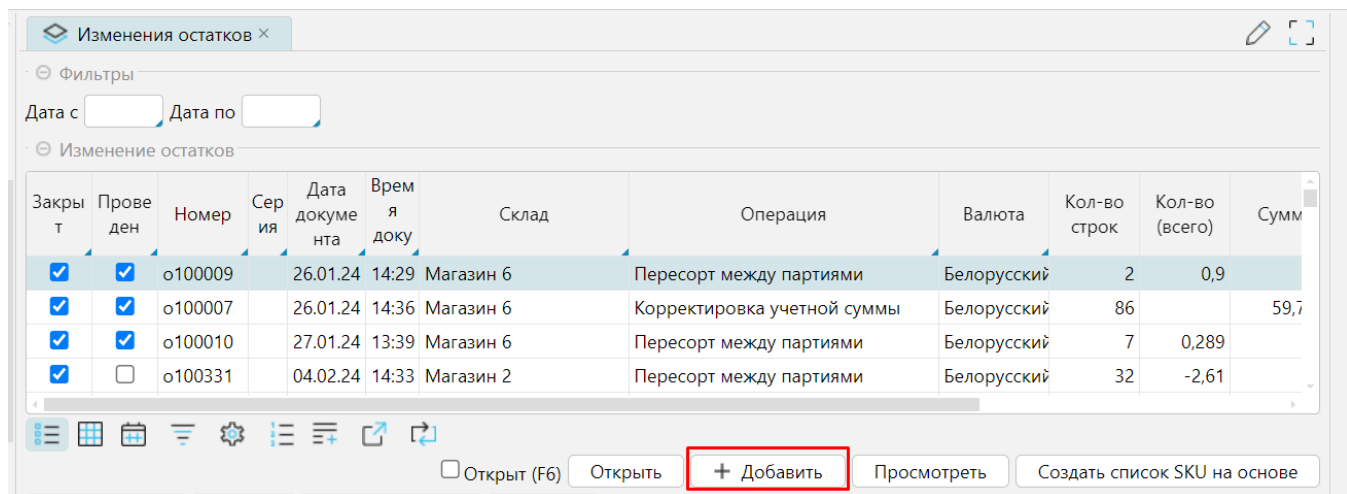 Изменения остатков ×
Фильтры
Дата с Дата по
Изменение остатков
Закрыт Проведен Номер Серия Дата документа Время доку Склад Операция Валюта Кол-во строк Кол-во (всего) Сумм
о100009 26.01.24 14:29 Магазин 6 Пересорт между партиями Белорусский 2 0,9
о100007 26.01.24 14:36 Магазин 6 Корректировка учетной суммы Белорусский 86 59,7
о100010 27.01.24 13:39 Магазин 6 Пересорт между партиями Белорусский 7 0,289
о100331 04.02.24 14:33 Магазин 2 Пересорт между партиями Белорусский 32 -2,61
Открыт (F6) Открыть + Добавить Просмотреть Создать список SKU на основе